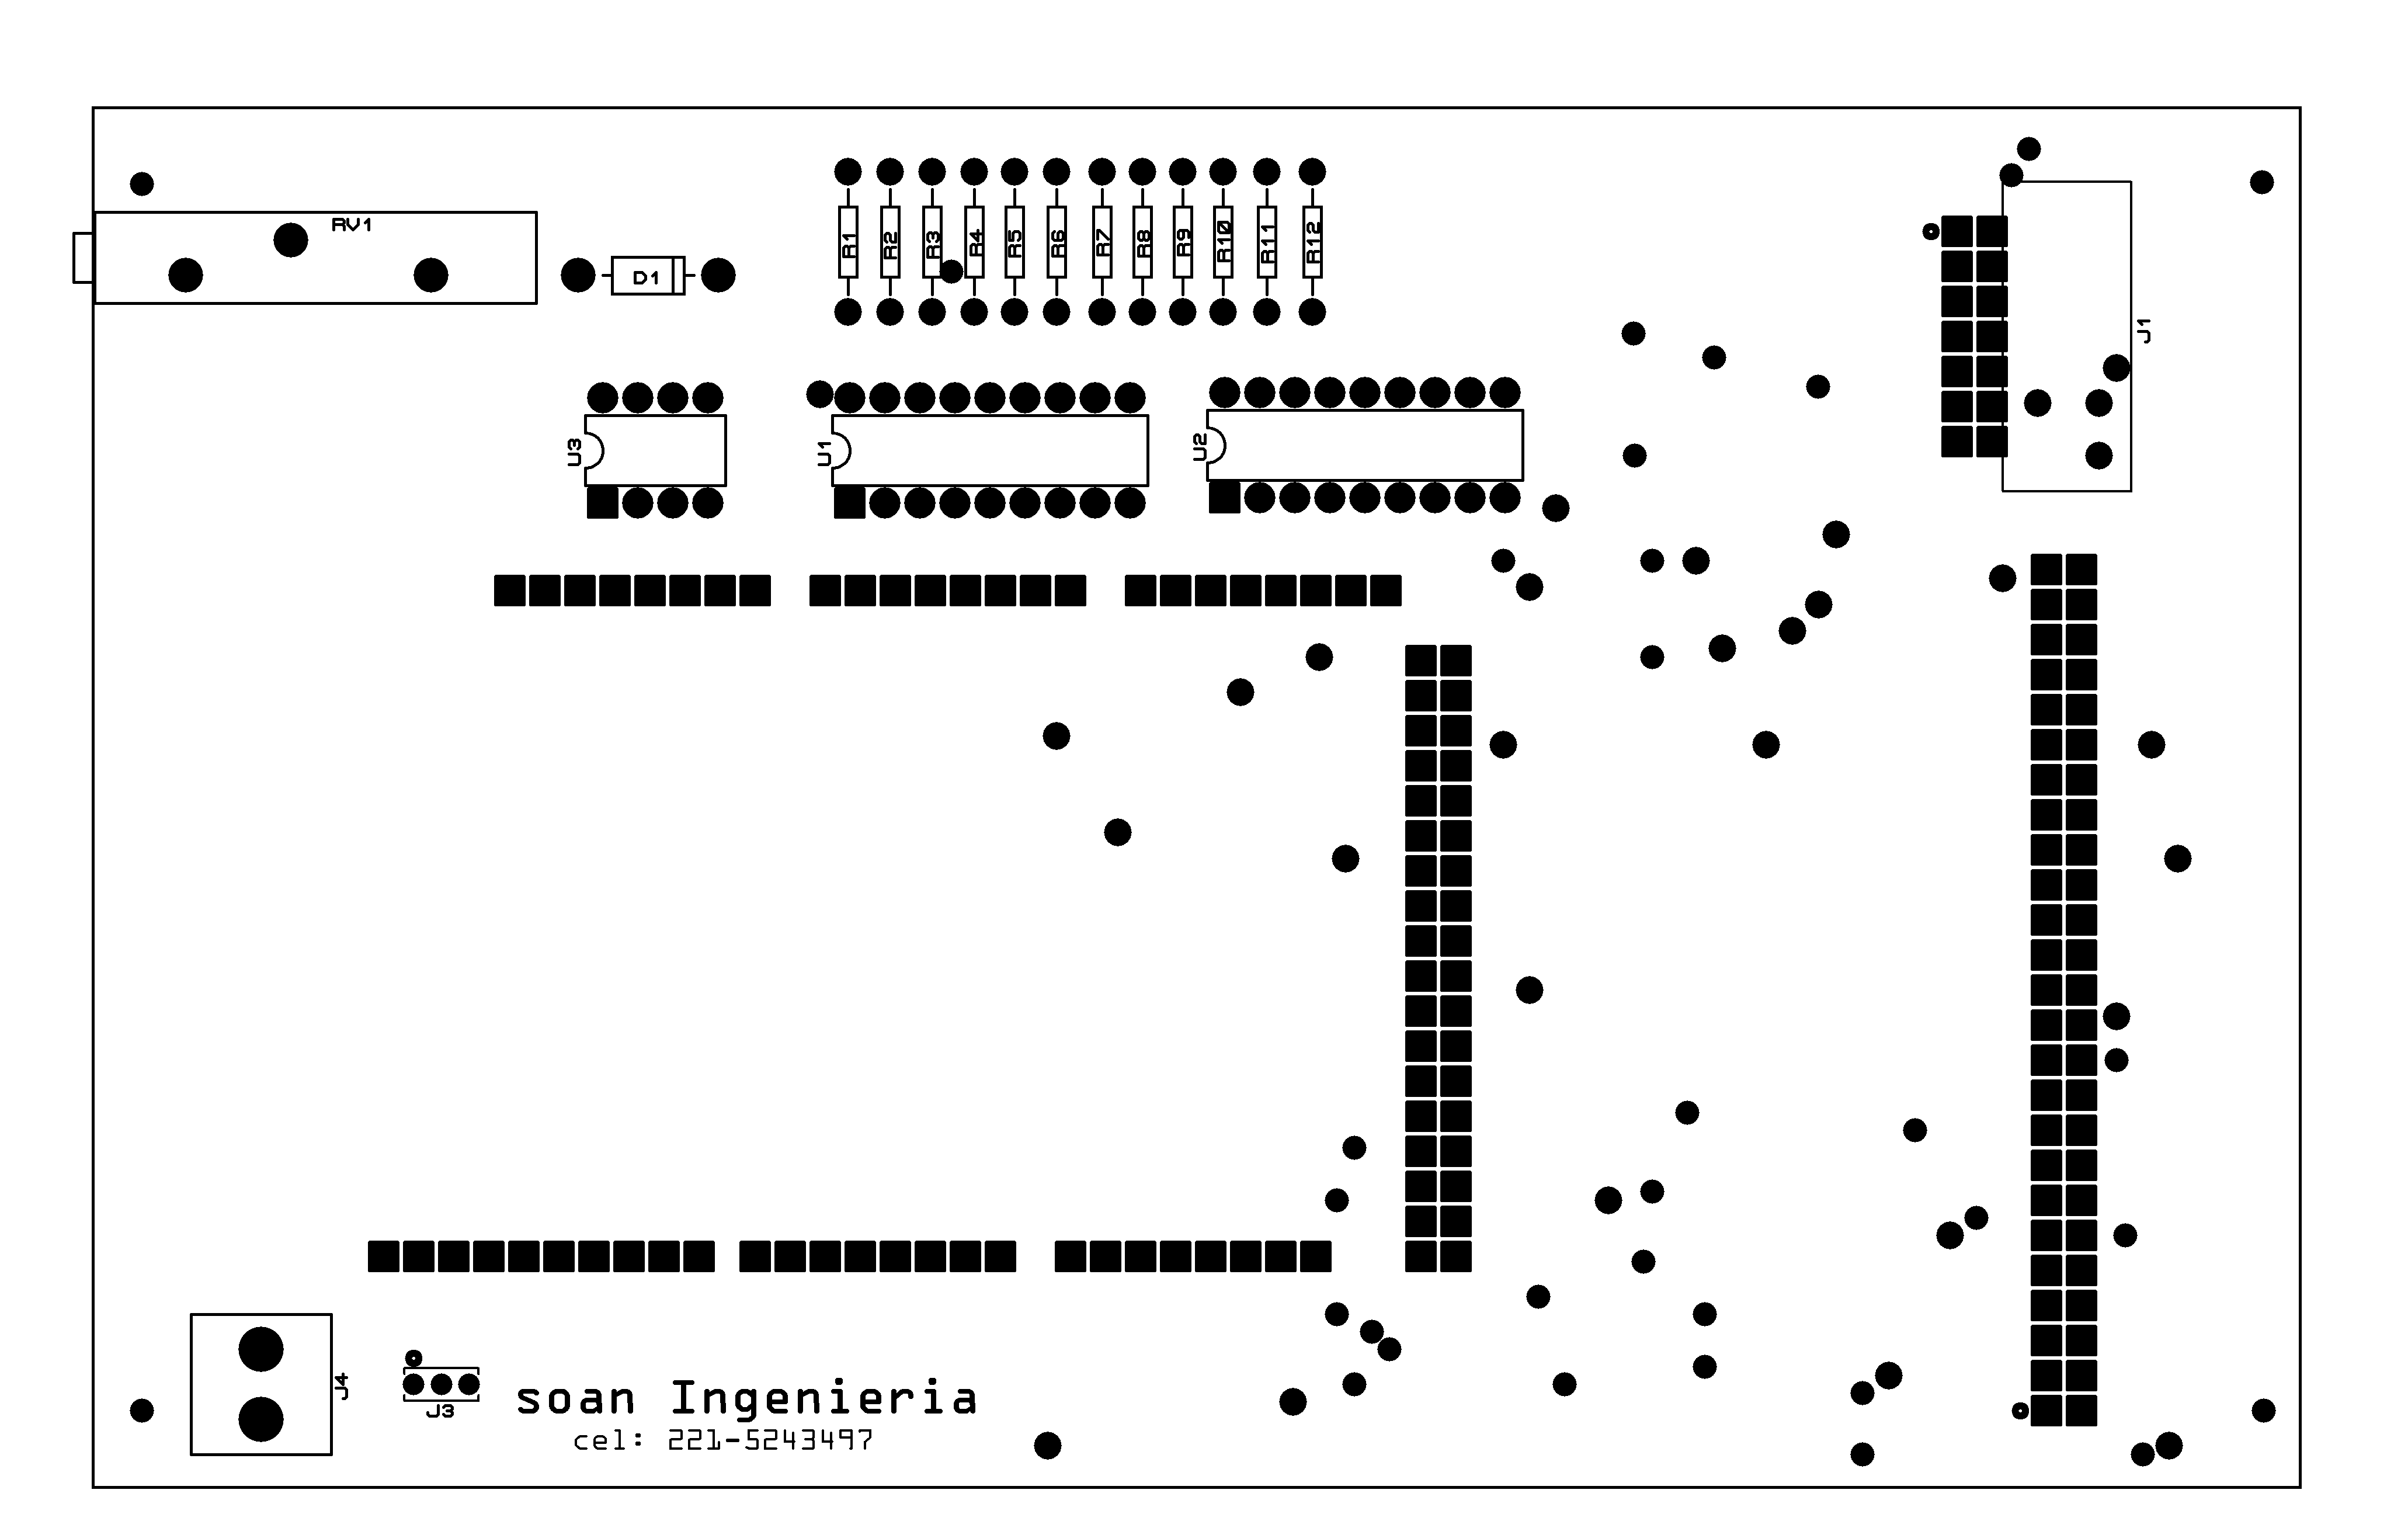 RV1
D1
R1 R2 R3 R4 R5 R6 R7 R8 R9 R10 R11 R12
J1
U3
U1
U2
J4
J3
soan Ingenieria
cel: 221-5243497